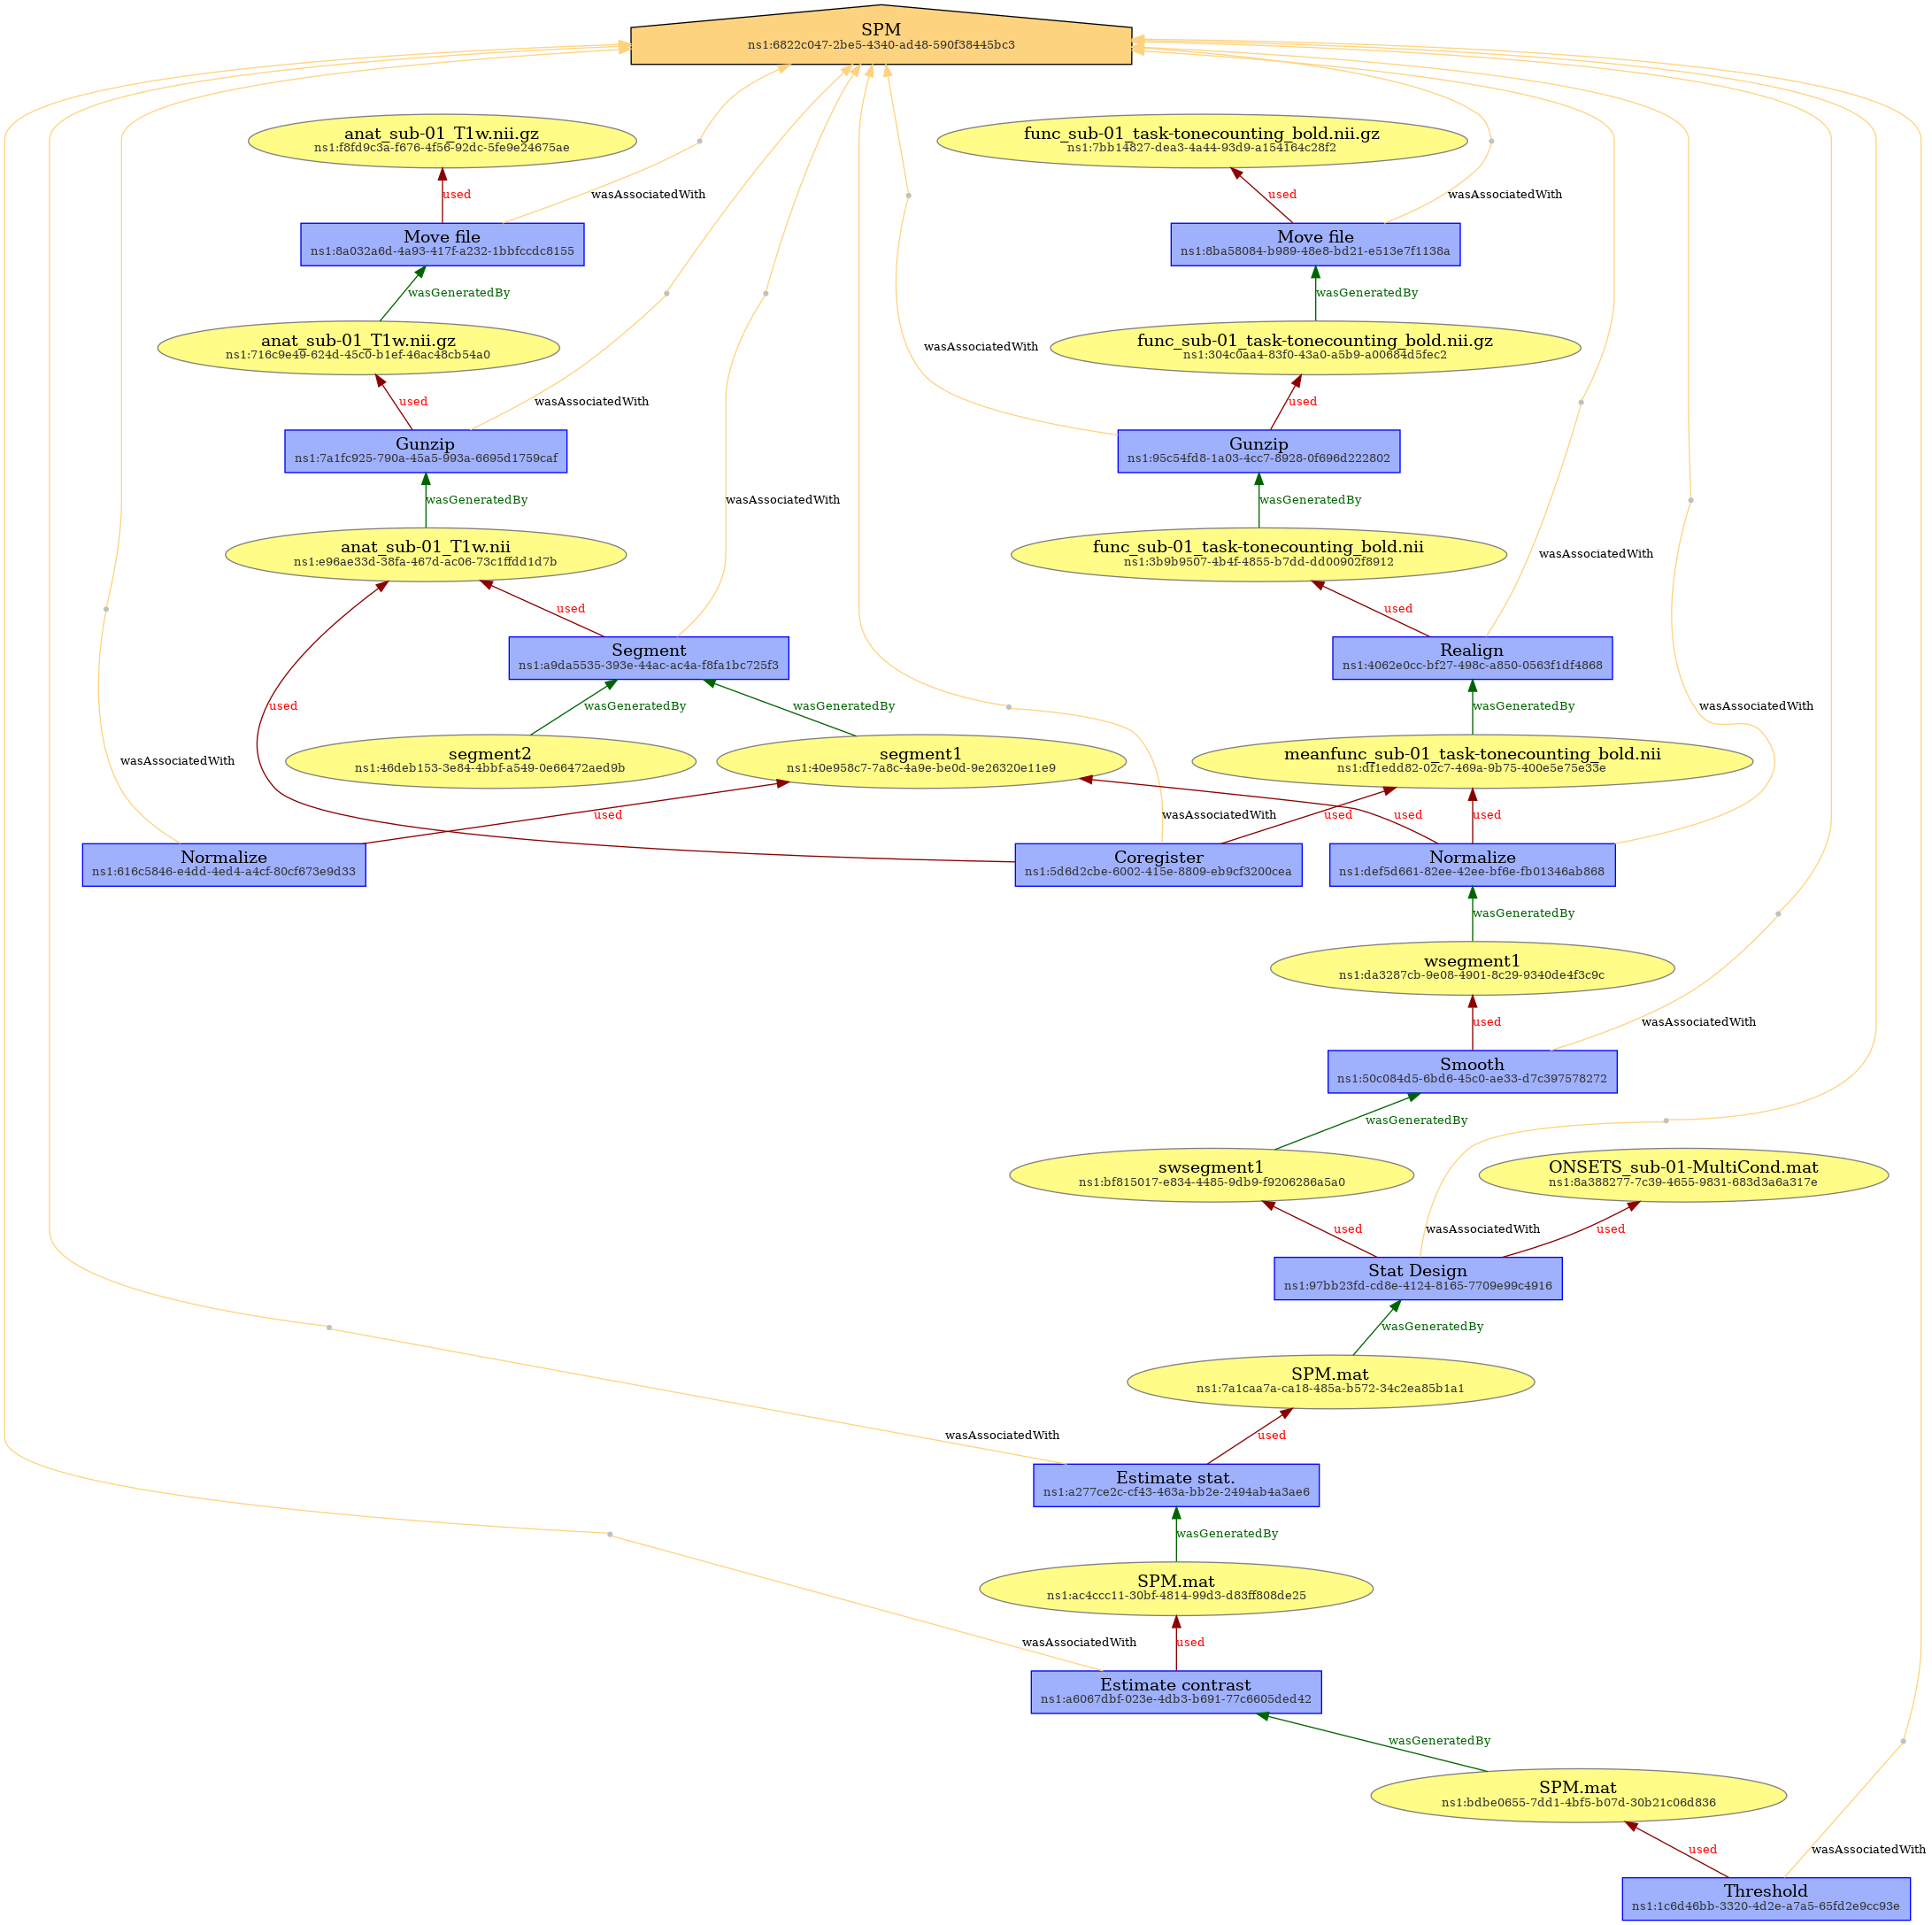 SPM
ns1:6822c047-2be5-4340-ad48-590f38445bc3
anat_sub-01_T1w.nii.gz
ns1:f8fd9c3a-f676-4f56-92dc-5fe9e24675ae
func_sub-01_task-tonecounting_bold.nii.gz
ns1:7bb14827-dea3-4a44-93d9-a154164c28f2
used
wasAssociatedWith
used
wasAssociatedWith
Move file
ns1:8a032a6d-4a93-417f-a232-1bbfccdc8155
Move file
ns1:8ba58084-b989-48e8-bd21-e513e7f1138a
wasGeneratedBy
wasGeneratedBy
anat_sub-01_T1w.nii.gz
ns1:716c9e49-624d-45c0-b1ef-46ac48cb54a0
wasAssociatedWith
func_sub-01_task-tonecounting_bold.nii.gz
ns1:304c0aa4-83f0-43a0-a5b9-a00684d5fec2
used
wasAssociatedWith
used
Gunzip
ns1:7a1fc925-790a-45a5-993a-6695d1759caf
Gunzip
ns1:95c54fd8-1a03-4cc7-8928-0f696d222802
wasGeneratedBy
wasAssociatedWith
wasGeneratedBy
anat_sub-01_T1w.nii
ns1:e96ae33d-38fa-467d-ac06-73c1ffdd1d7b
func_sub-01_task-tonecounting_bold.nii
ns1:3b9b9507-4b4f-4855-b7dd-dd00902f8912
wasAssociatedWith
used
used
Segment
ns1:a9da5535-393e-44ac-ac4a-f8fa1bc725f3
Realign
ns1:4062e0cc-bf27-498c-a850-0563f1df4868
used
wasGeneratedBy
wasGeneratedBy
wasGeneratedBy
wasAssociatedWith
segment2
ns1:46deb153-3e84-4bbf-a549-0e66472aed9b
segment1
ns1:40e958c7-7a8c-4a9e-be0d-9e26320e11e9
meanfunc_sub-01_task-tonecounting_bold.nii
ns1:df1edd82-02c7-469a-9b75-400e5e75e33e
wasAssociatedWith
used
wasAssociatedWith
used
used
used
Normalize
ns1:616c5846-e4dd-4ed4-a4cf-80cf673e9d33
Coregister
ns1:5d6d2cbe-6002-415e-8809-eb9cf3200cea
Normalize
ns1:def5d661-82ee-42ee-bf6e-fb01346ab868
wasGeneratedBy
wsegment1
ns1:da3287cb-9e08-4901-8c29-9340de4f3c9c
used
wasAssociatedWith
Smooth
ns1:50c084d5-6bd6-45c0-ae33-d7c397578272
wasGeneratedBy
swsegment1
ns1:bf815017-e834-4485-9db9-f9206286a5a0
ONSETS_sub-01-MultiCond.mat
ns1:8a388277-7c39-4655-9831-683d3a6a317e
used
wasAssociatedWith
used
Stat Design
ns1:97bb23fd-cd8e-4124-8165-7709e99c4916
wasGeneratedBy
SPM.mat
ns1:7a1caa7a-ca18-485a-b572-34c2ea85b1a1
wasAssociatedWith
used
Estimate stat.
ns1:a277ce2c-cf43-463a-bb2e-2494ab4a3ae6
wasGeneratedBy
SPM.mat
ns1:ac4ccc11-30bf-4814-99d3-d83ff808de25
wasAssociatedWith
used
Estimate contrast
ns1:a6067dbf-023e-4db3-b691-77c6605ded42
wasGeneratedBy
SPM.mat
ns1:bdbe0655-7dd1-4bf5-b07d-30b21c06d836
used
wasAssociatedWith
Threshold
ns1:1c6d46bb-3320-4d2e-a7a5-65fd2e9cc93e